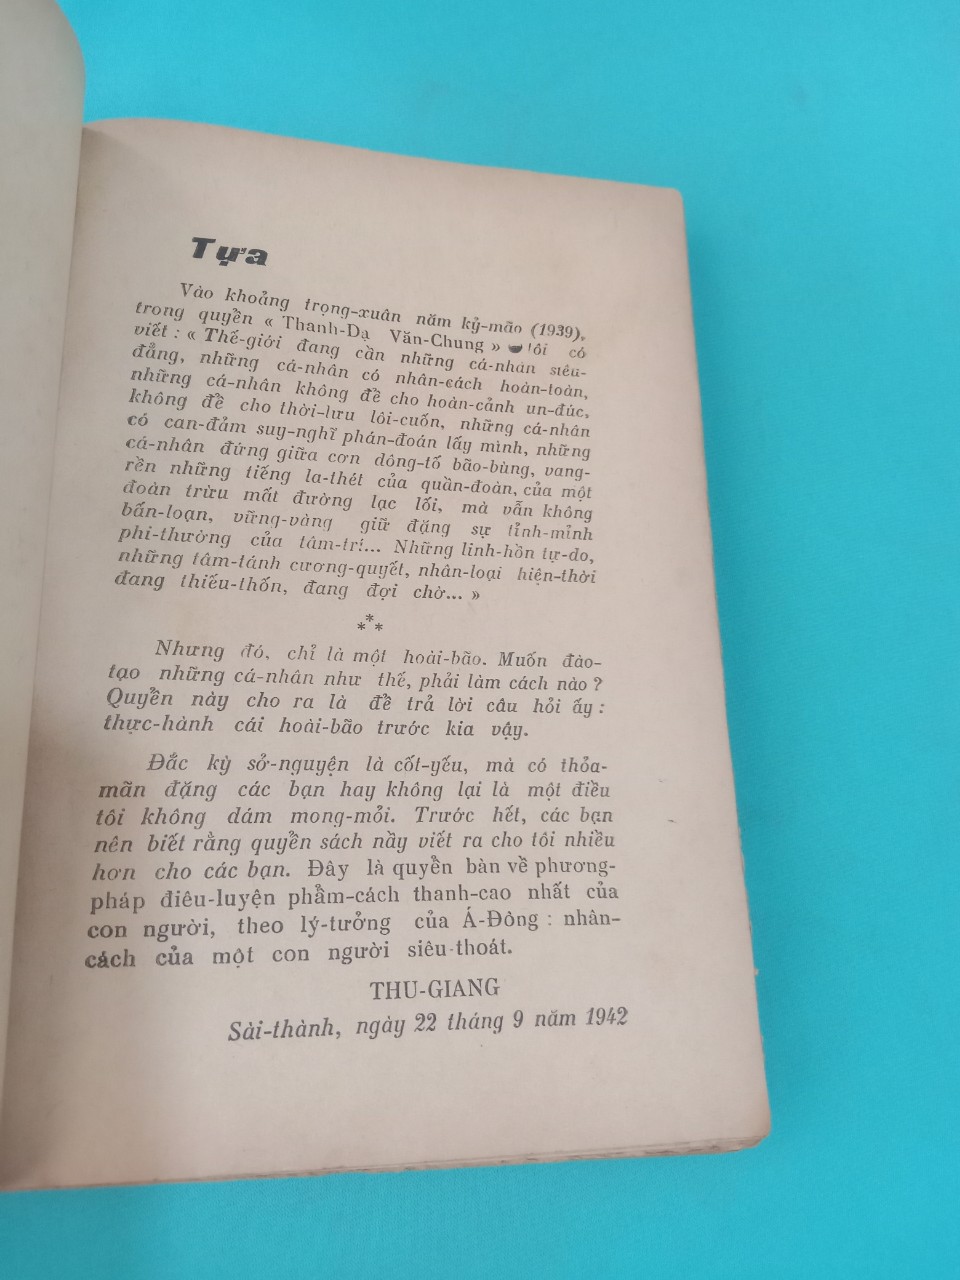 Tựa
Vào khoảng trọng-xuân năm kỷ-mão (1939),
trong quyển « Thanh-Dạ Văn-Chung » tôi có
viết : « Thế-giới đang cần những cá-nhân siêu-
đẳng, những cá-nhân có nhân-cách hoàn-toàn,
những cá-nhân không để cho hoàn-cảnh un-đúc,
không để cho thời-lưu lôi-cuốn, những cá-nhân
có can-đảm suy-nghĩ phán-đoán lấy mình, những
cá-nhân đứng giữa cơn dông-tố bão-bùng, vang-
rền những tiếng la-thét của quần-đoàn, của một
đoàn trừu mất đường lạc lối, mà vẫn không
bấn-loạn, vững-vàng giữ đặng sự tỉnh-mỉnh
phi-thường của tâm-trí... Những linh-hồn tự-do,
những tâm-tánh cương-quyết, nhân-loại hiện-thời
đang thiếu-thốn, đang đợi chờ... »
***
Nhưng đó, chỉ là một hoài-bão. Muốn đào-
tạo những cá-nhân như thế, phải làm cách nào ?
Quyển này cho ra là để trả lời câu hỏi ấy :
thực-hành cái hoài-bão trước kia vậy.
Đắc kỳ sở-nguyện là cốt-yếu, mà có thỏa-
mãn đặng các bạn hay không lại là một điều
tôi không dám mong-mỏi. Trước hết, các bạn
nên biết rằng quyển sách nầy viết ra cho tôi nhiều
hơn cho các bạn. Đây là quyển bàn về phương-
pháp điêu-luyện phẩm-cách thanh-cao nhất của
con người, theo lý-tưởng của Á-Đông : nhân-
cách của một con người siêu-thoát.
THU-GIANG
Sài-thành, ngày 22 tháng 9 năm 1942